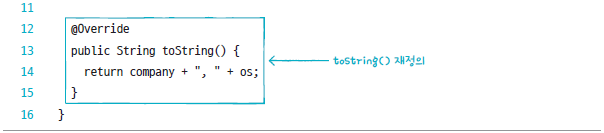 11
12 @Override
13 public String toString() {
14 return company + ", " + os;
15 }
16 }
toString() 재정의